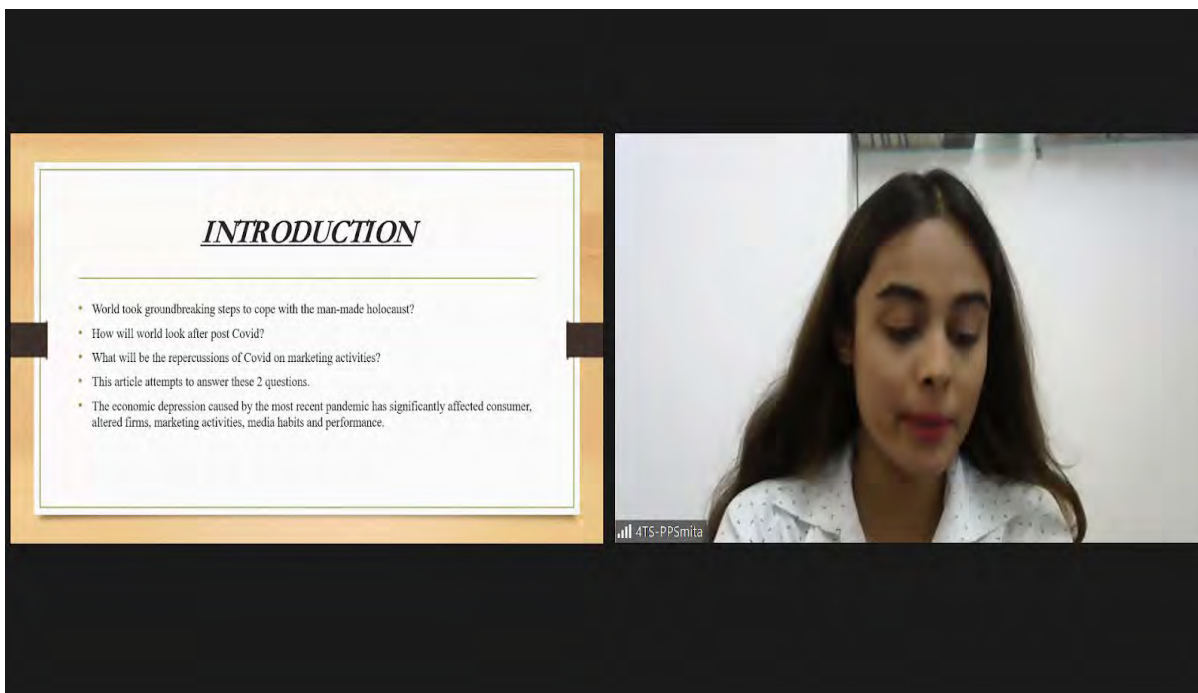 INTRODUCTION
• World took groundbreaking steps to cope with the man-made holocaust?
• How will world look after post Covid?
• What will be the repercussions of Covid on marketing activities?
• This article attempts to answer these 2 questions.
• The economic depression caused by the most recent pandemic has significantly affected consumer,
altered firms, marketing activities, media habits and performance.
4TS-PPSmita